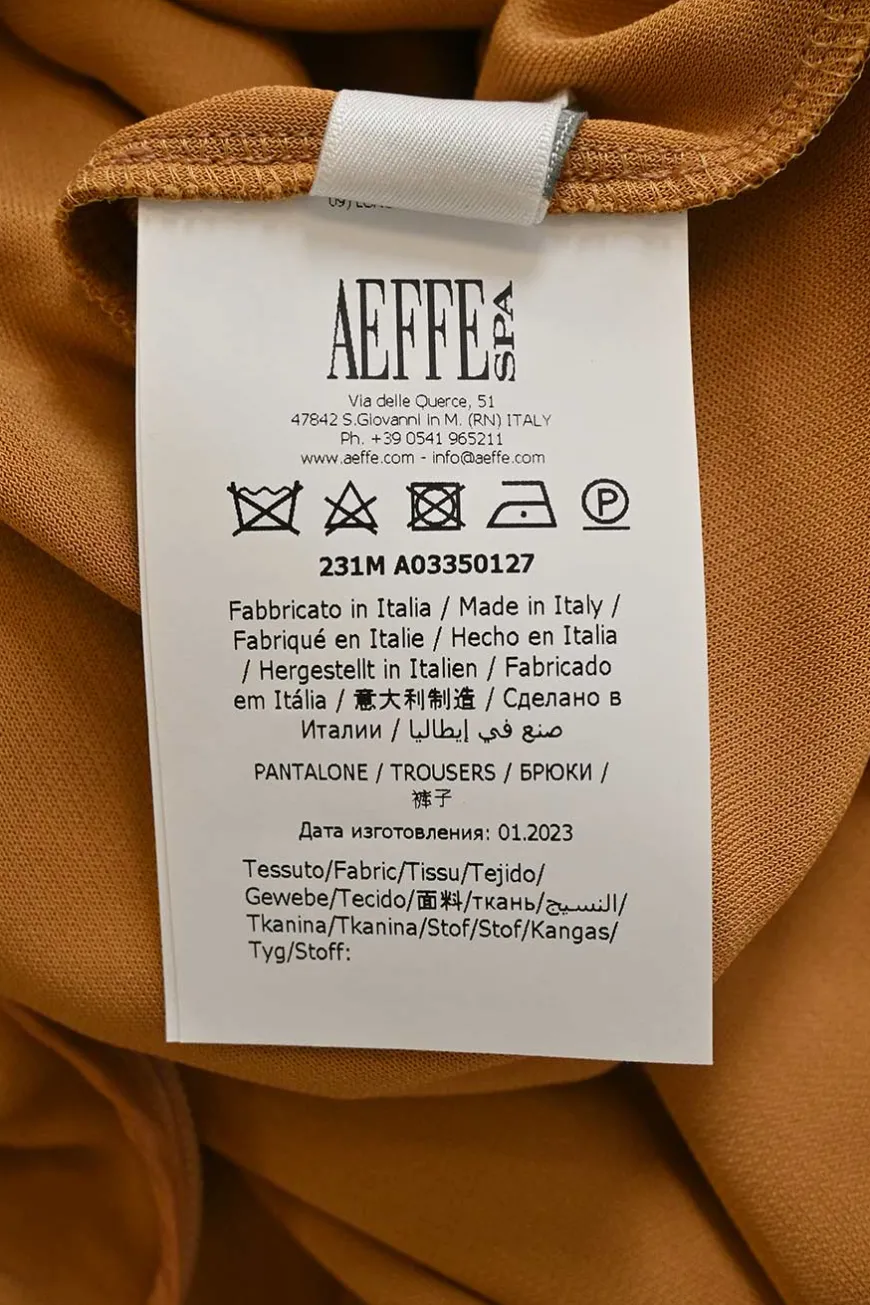 AEFFE SPA
Via delle Querce, 51
47842 S.Giovanni in M. (RN) ITALY
Ph. +39 0541 965211
www.aeffe.com - info@aeffe.com
P
231M A03350127
Fabbricato in Italia / Made in Italy /
Fabriqué en Italie / Hecho en Italia
/ Hergestellt in Italien / Fabricado
em Itália / 意大利制造 / Сделано в
Италии / صنع في إيطاليا
PANTALONE / TROUSERS / БРЮКИ /
裤子
Дата изготовления: 01.2023
Tessuto/Fabric/Tissu/Tejido/
Gewebe/Tecido/面料/ткань/النسيج/
Tkanina/Tkanina/Stof/Stof/Kangas/
Tyg/Stoff: